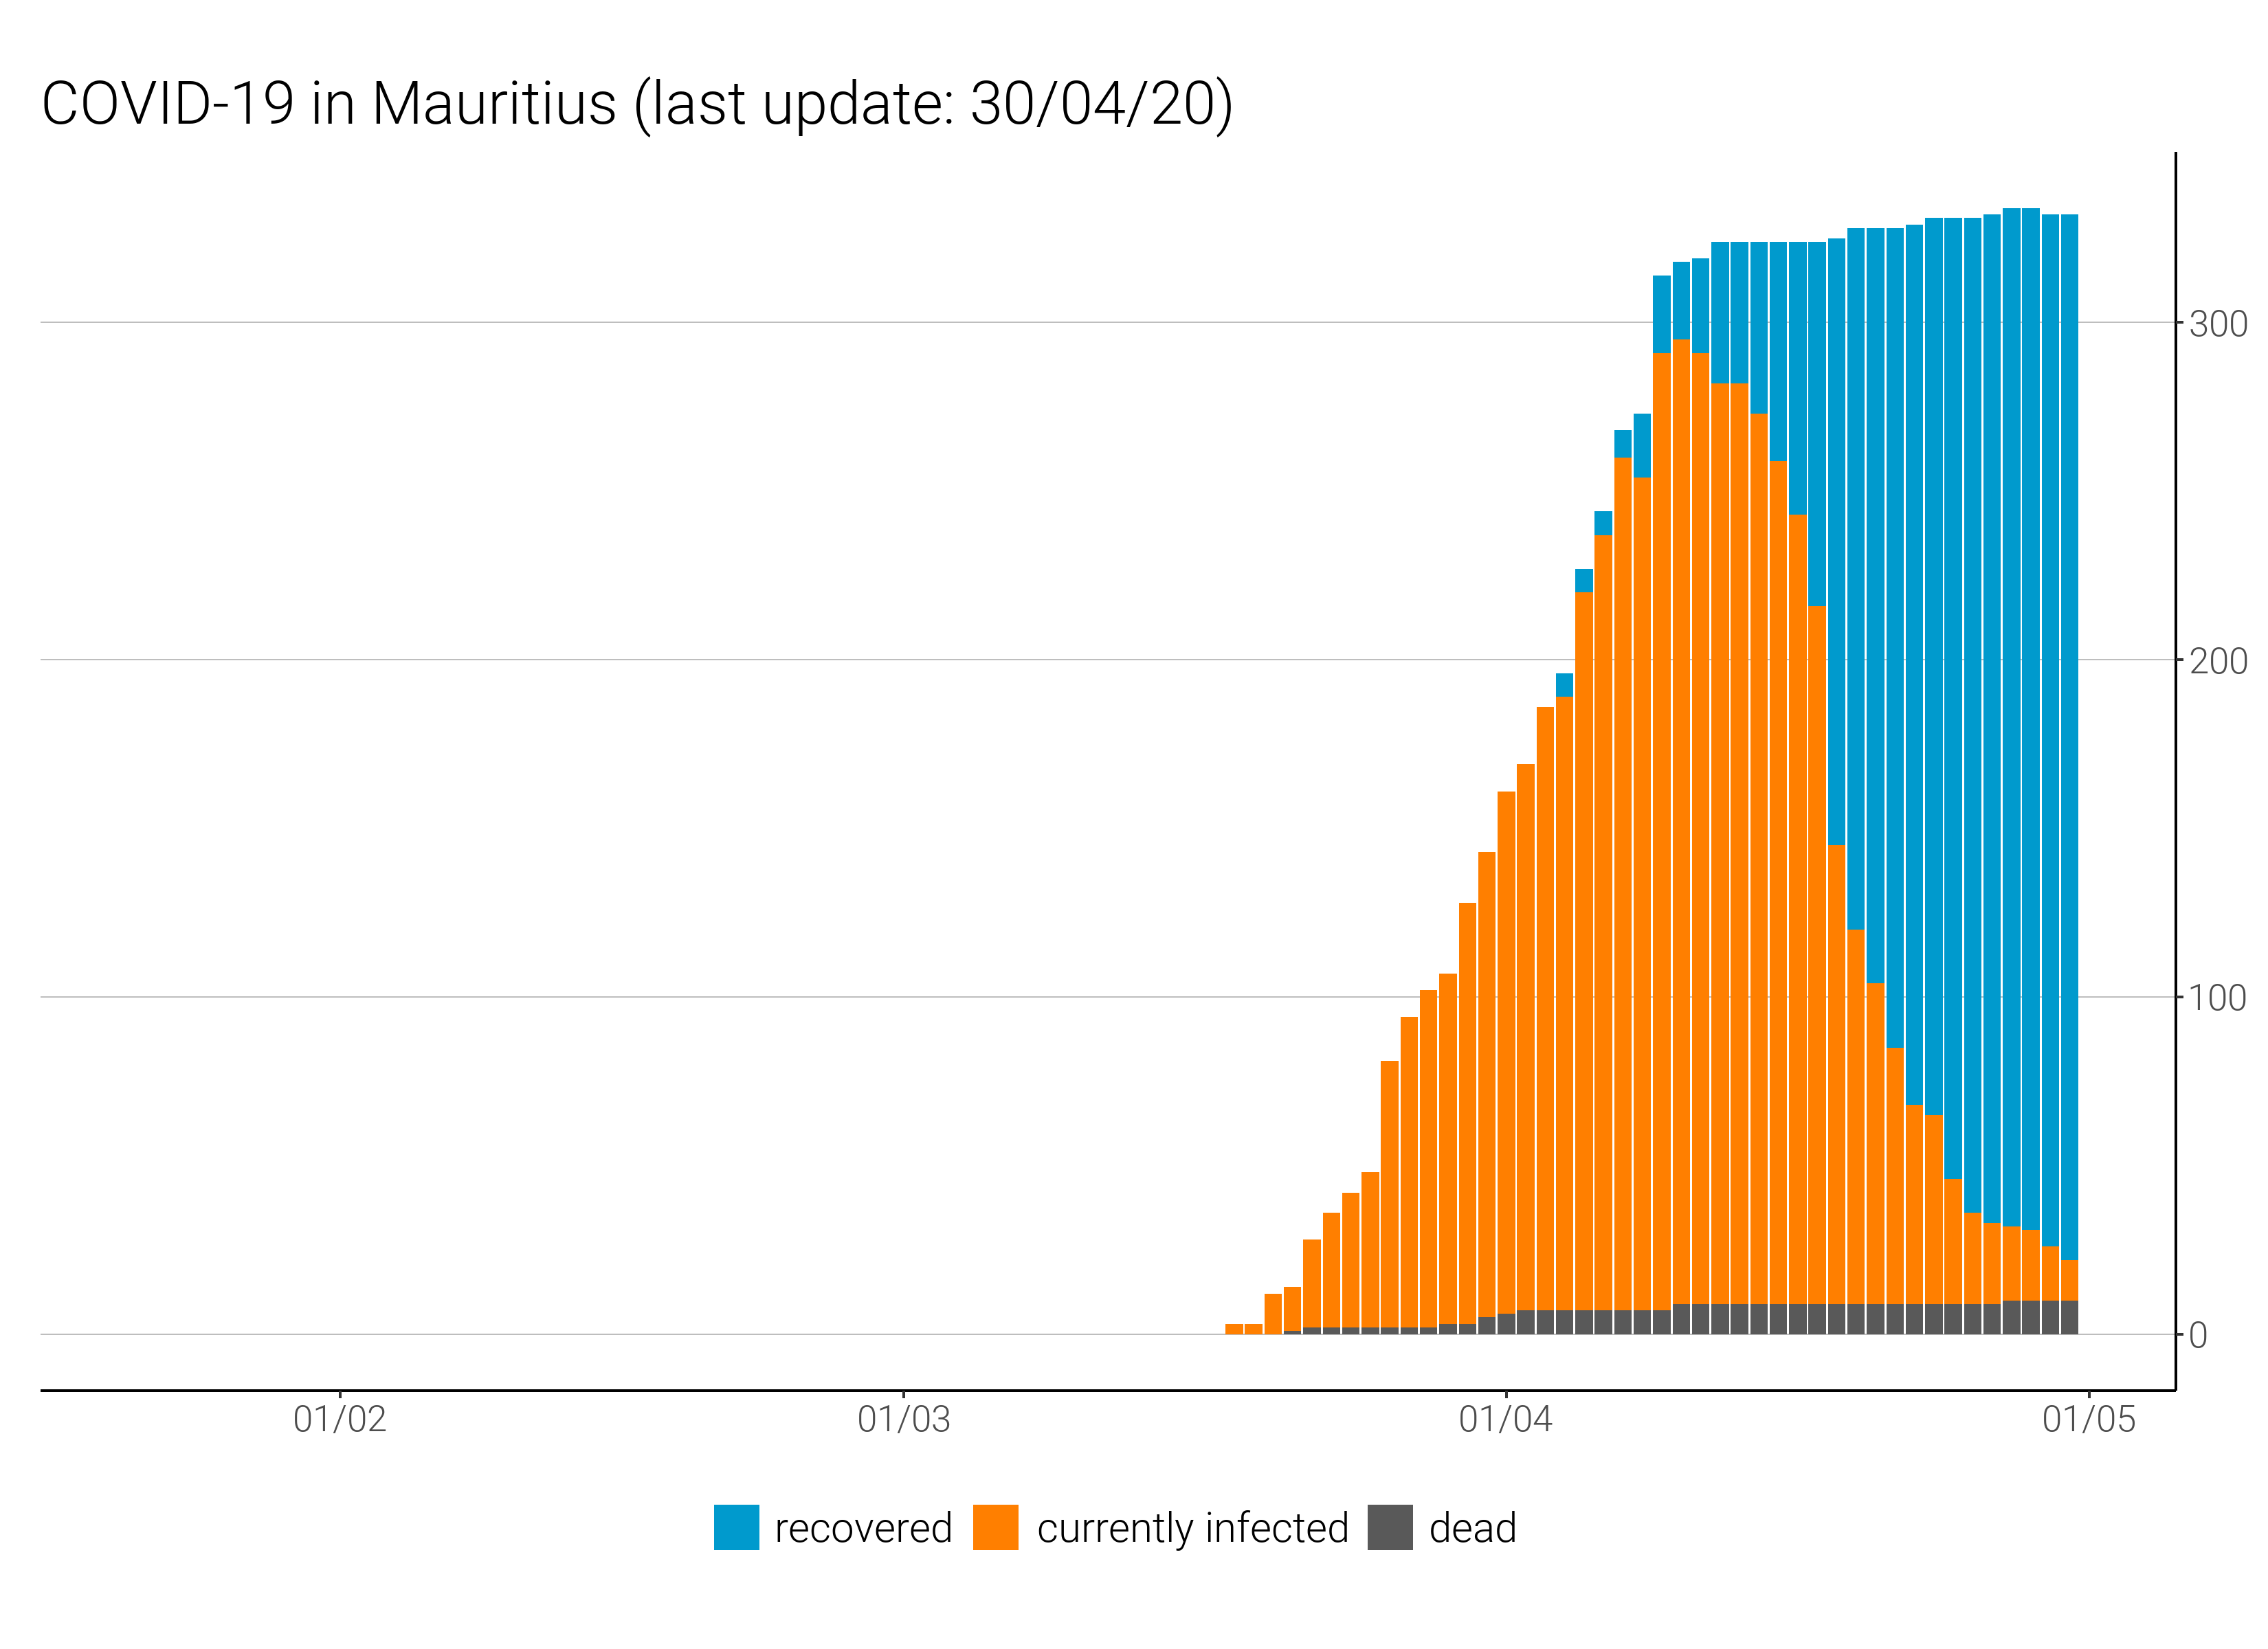 COVID-19 in Mauritius (last update: 30/04/20)
300
200
100
0
01/02 01/03 01/04 01/05
recovered currently infected dead